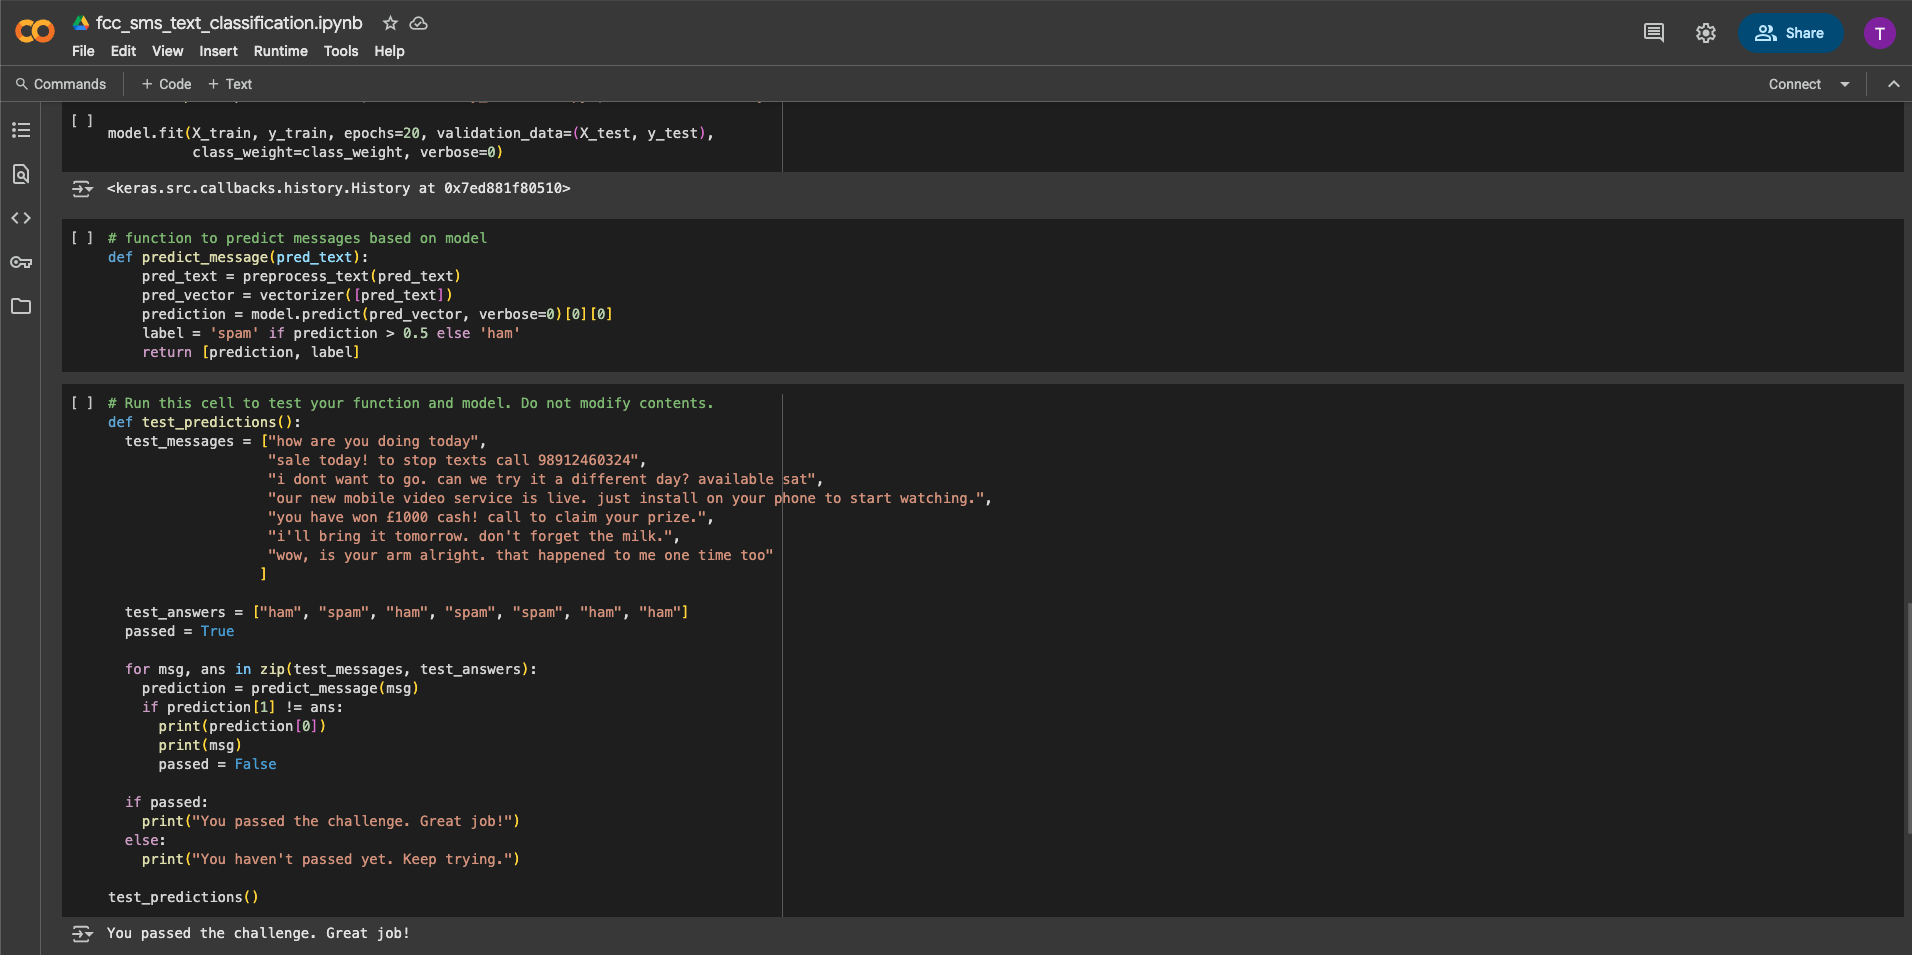 fcc_sms_text_classification.ipynb
File Edit View Insert Runtime Tools Help
Share
T
Commands + Code + Text
Connect
[ ]
model.fit(X_train, y_train, epochs=20, validation_data=(X_test, y_test),
class_weight=class_weight, verbose=0)
<keras.src.callbacks.history.History at 0x7ed881f80510>
[ ] # function to predict messages based on model
def predict_message(pred_text):
pred_text = preprocess_text(pred_text)
pred_vector = vectorizer([pred_text])
prediction = model.predict(pred_vector, verbose=0)[0][0]
label = 'spam' if prediction > 0.5 else 'ham'
return [prediction, label]
[ ] # Run this cell to test your function and model. Do not modify contents.
def test_predictions():
test_messages = ["how are you doing today",
"sale today! to stop texts call 98912460324",
"i dont want to go. can we try it a different day? available sat",
"our new mobile video service is live. just install on your phone to start watching.",
"you have won £1000 cash! call to claim your prize.",
"i'll bring it tomorrow. don't forget the milk.",
"wow, is your arm alright. that happened to me one time too"
]
test_answers = ["ham", "spam", "ham", "spam", "spam", "ham", "ham"]
passed = True
for msg, ans in zip(test_messages, test_answers):
prediction = predict_message(msg)
if prediction[1] != ans:
print(prediction[0])
print(msg)
passed = False
if passed:
print("You passed the challenge. Great job!")
else:
print("You haven't passed yet. Keep trying.")
test_predictions()
You passed the challenge. Great job!